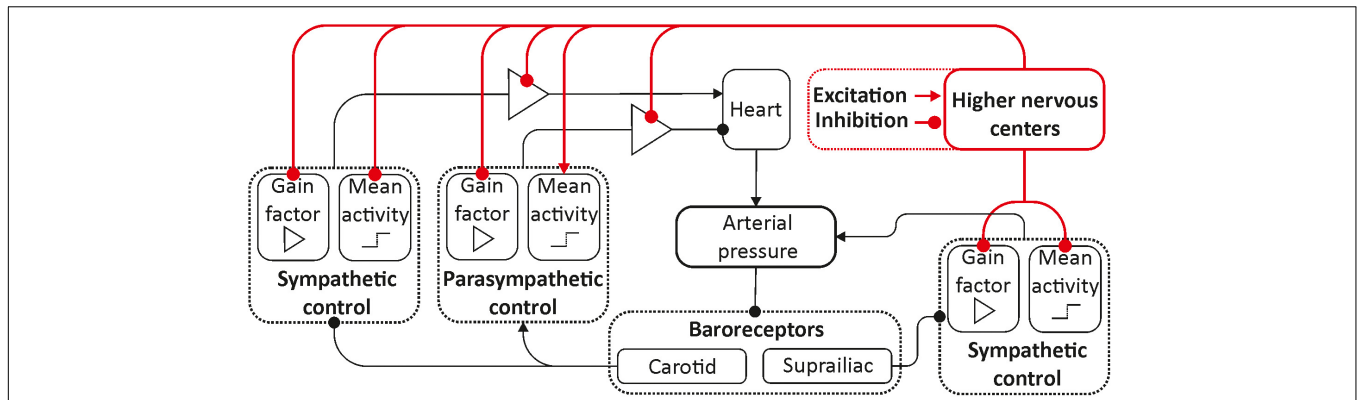 Heart
Excitation
Inhibition
Higher nervous
centers
Gain
factor
Mean
activity
Sympathetic
control
Gain
factor
Mean
activity
Parasympathetic
control
Arterial
pressure
Gain
factor
Mean
activity
Sympathetic
control
Baroreceptors
Carotid
Suprailiac